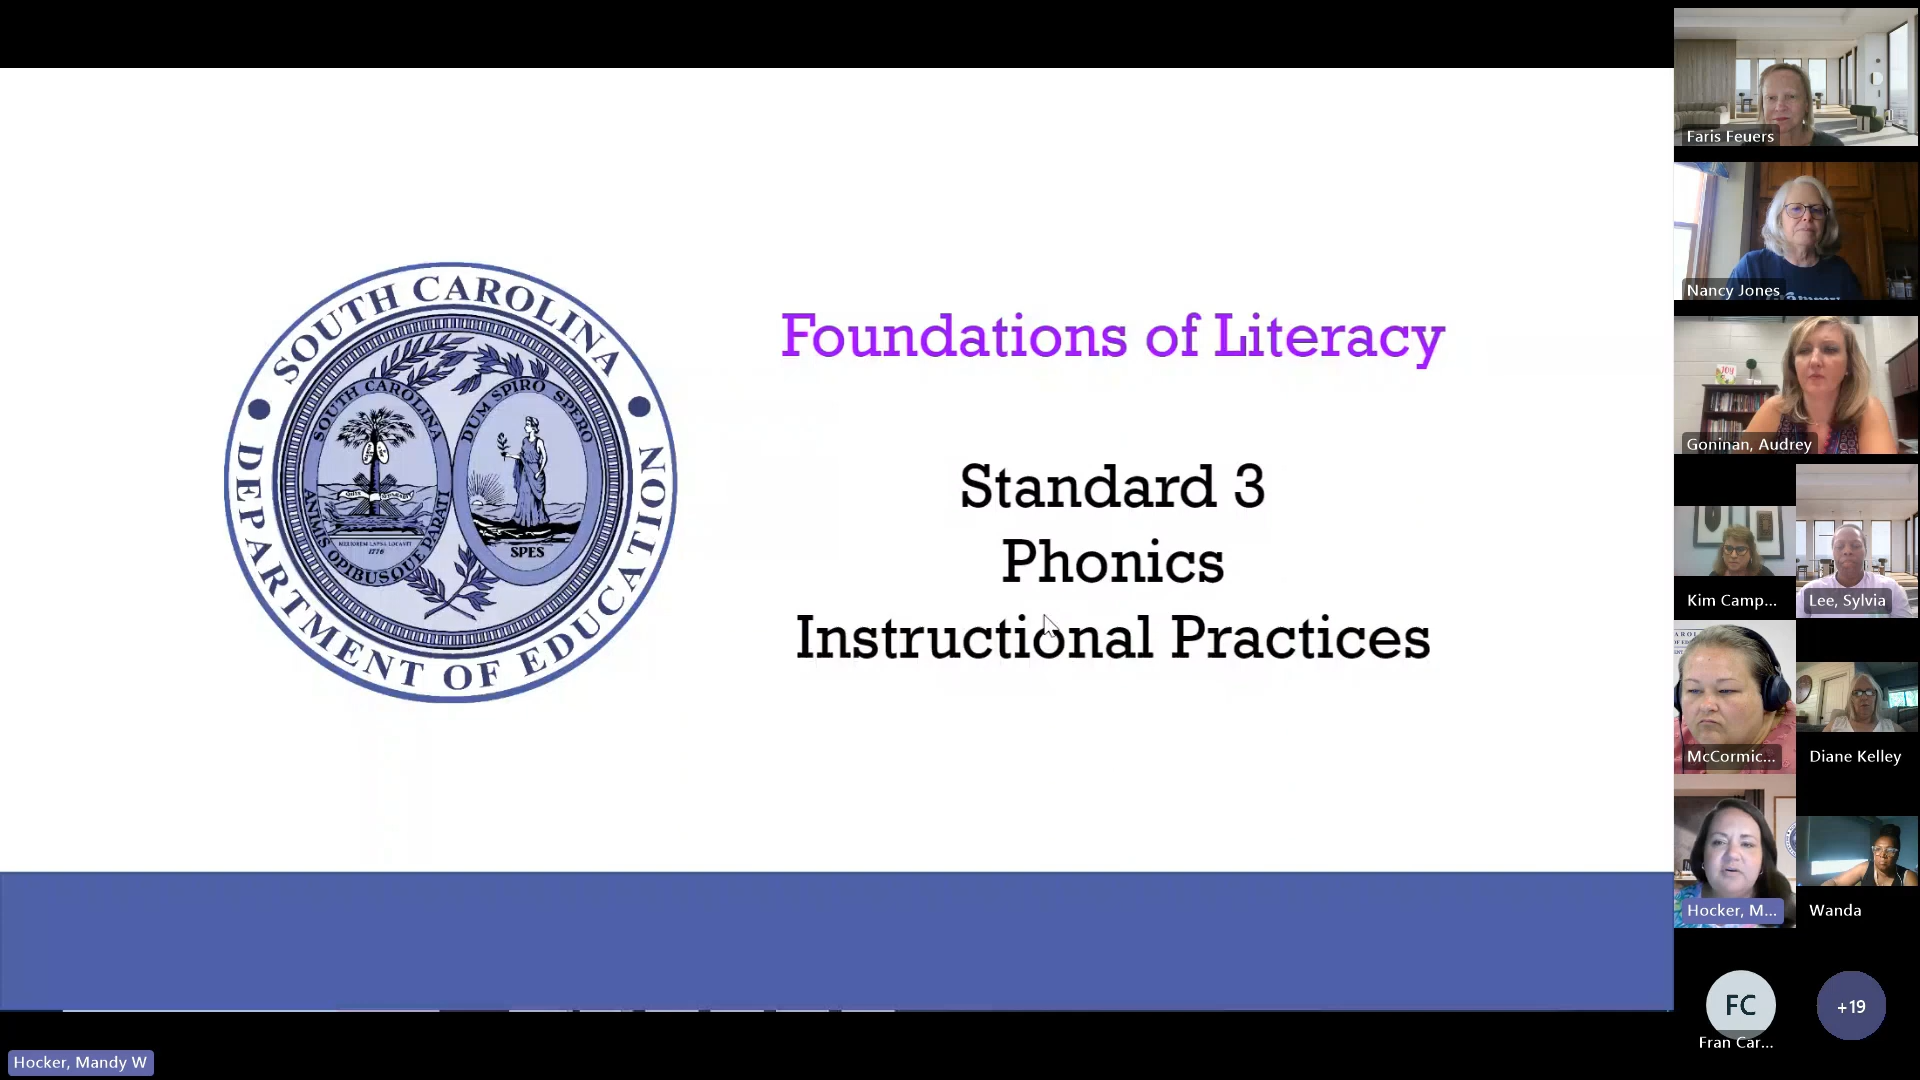 SOUTH CAROLINA
DEPARTMENT OF EDUCATION
SOUTH CAROLINA
ANIMIS OPIBUSQUE PARATI
1776
DUM SPIRO SPERO
SPES
Foundations of Literacy
Standard 3
Phonics
Instructional Practices
Faris Feuers
Nancy Jones
Goninan, Audrey
Kim Camp...
Lee, Sylvia
McCormic...
Diane Kelley
Hocker, M...
Wanda
FC
+19
Fran Car...
Hocker, Mandy W